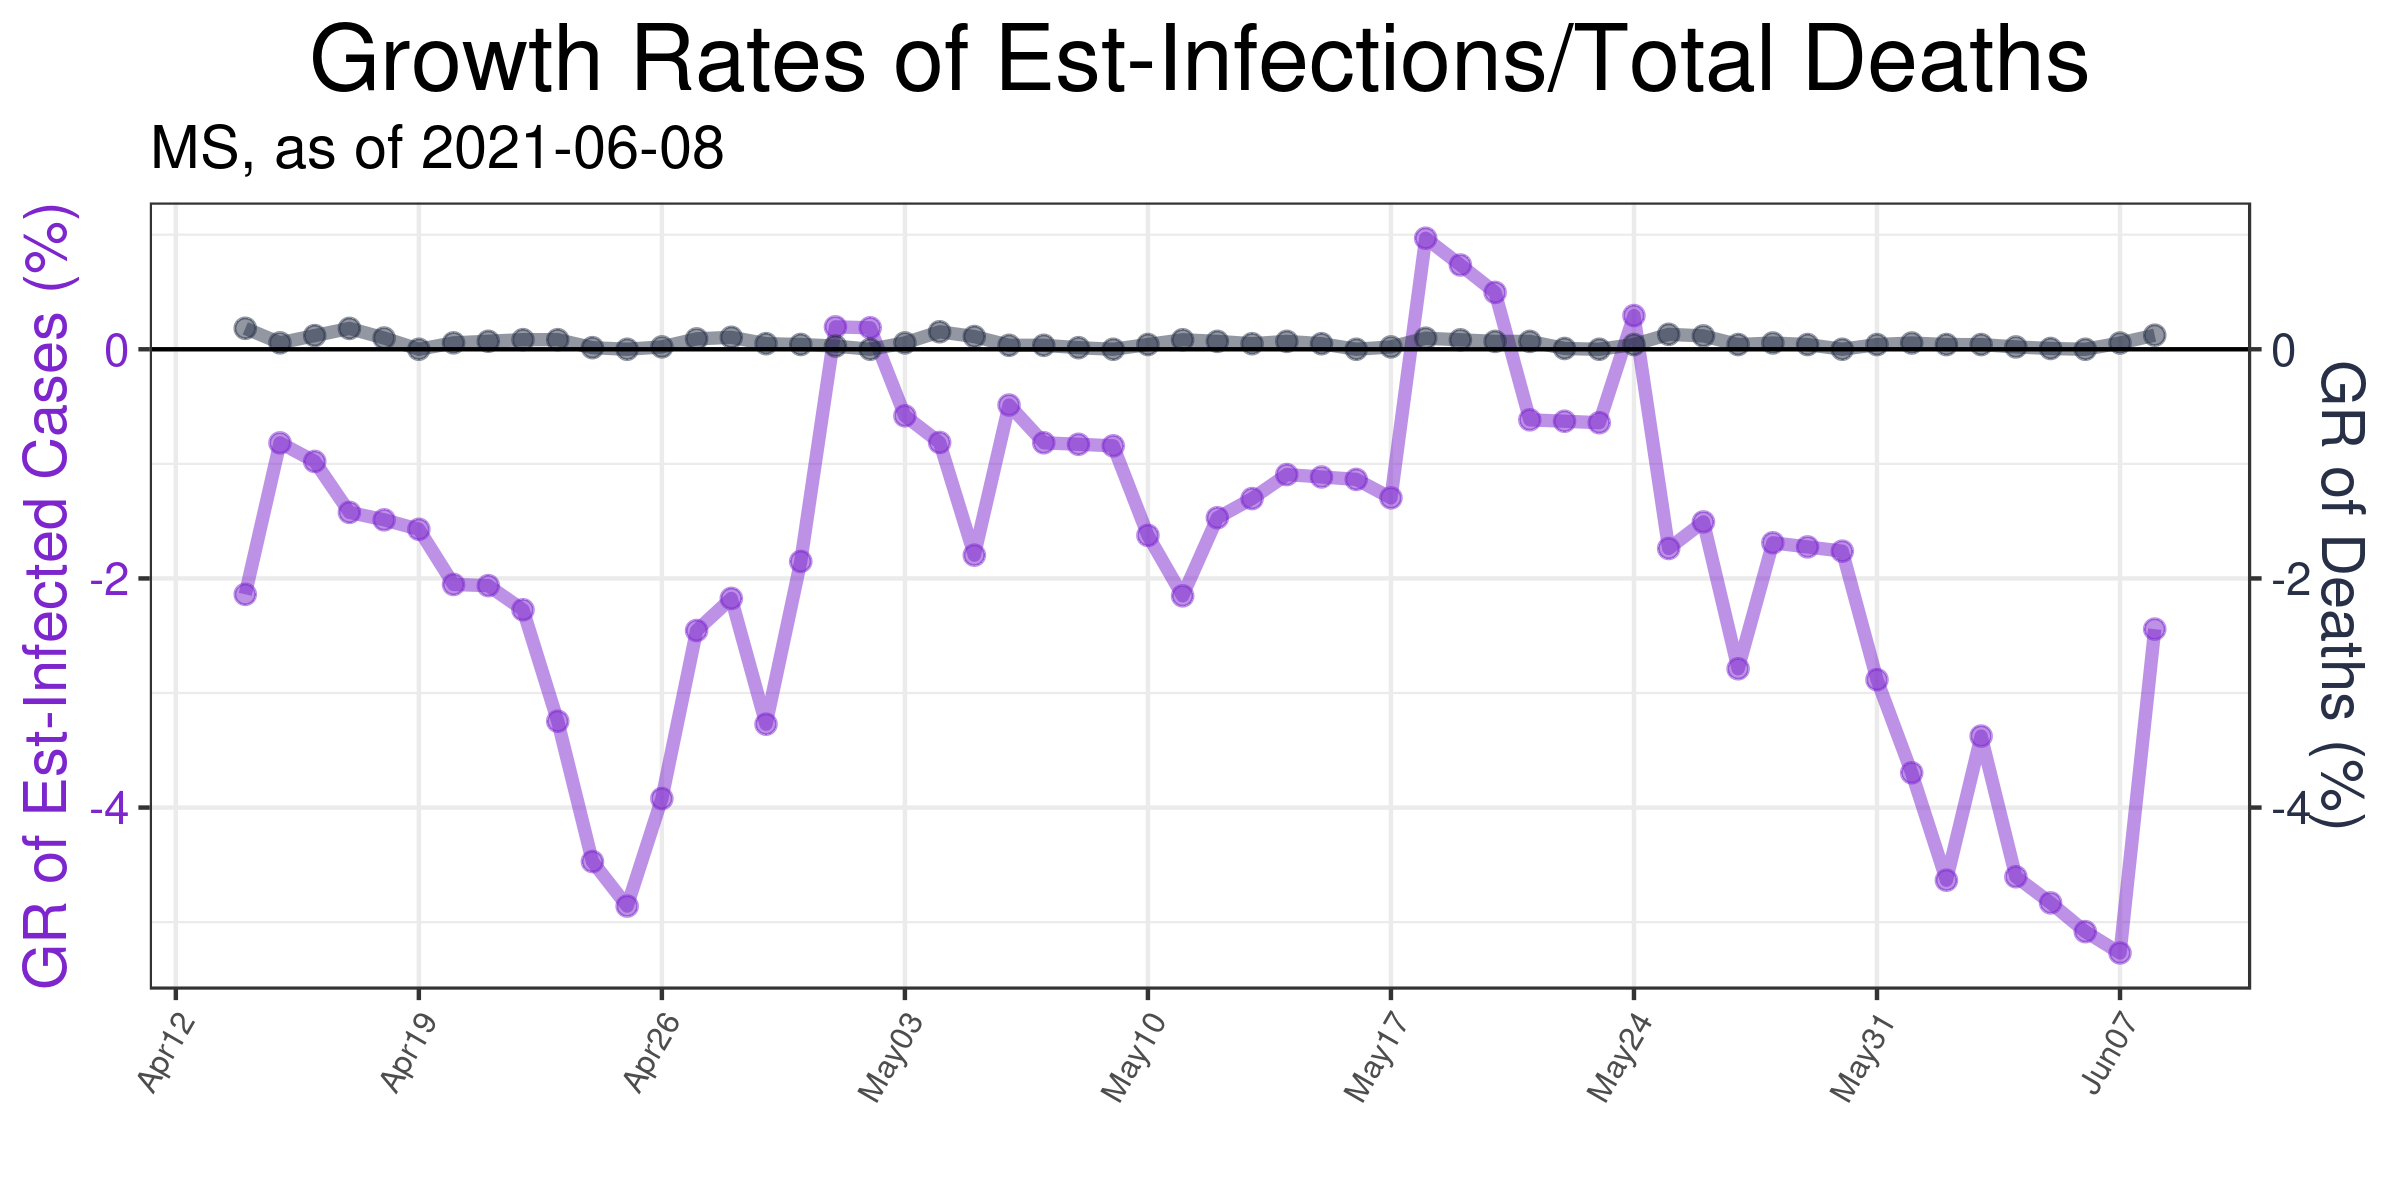 Growth Rates of Est-Infections/Total Deaths
MS, as of 2021-06-08
GR of Est-Infected Cases (%)
0
-2
-4
0
-2
-4
GR of Deaths (%)
Apr12
Apr19
Apr26
May03
May10
May17
May24
May31
Jun07